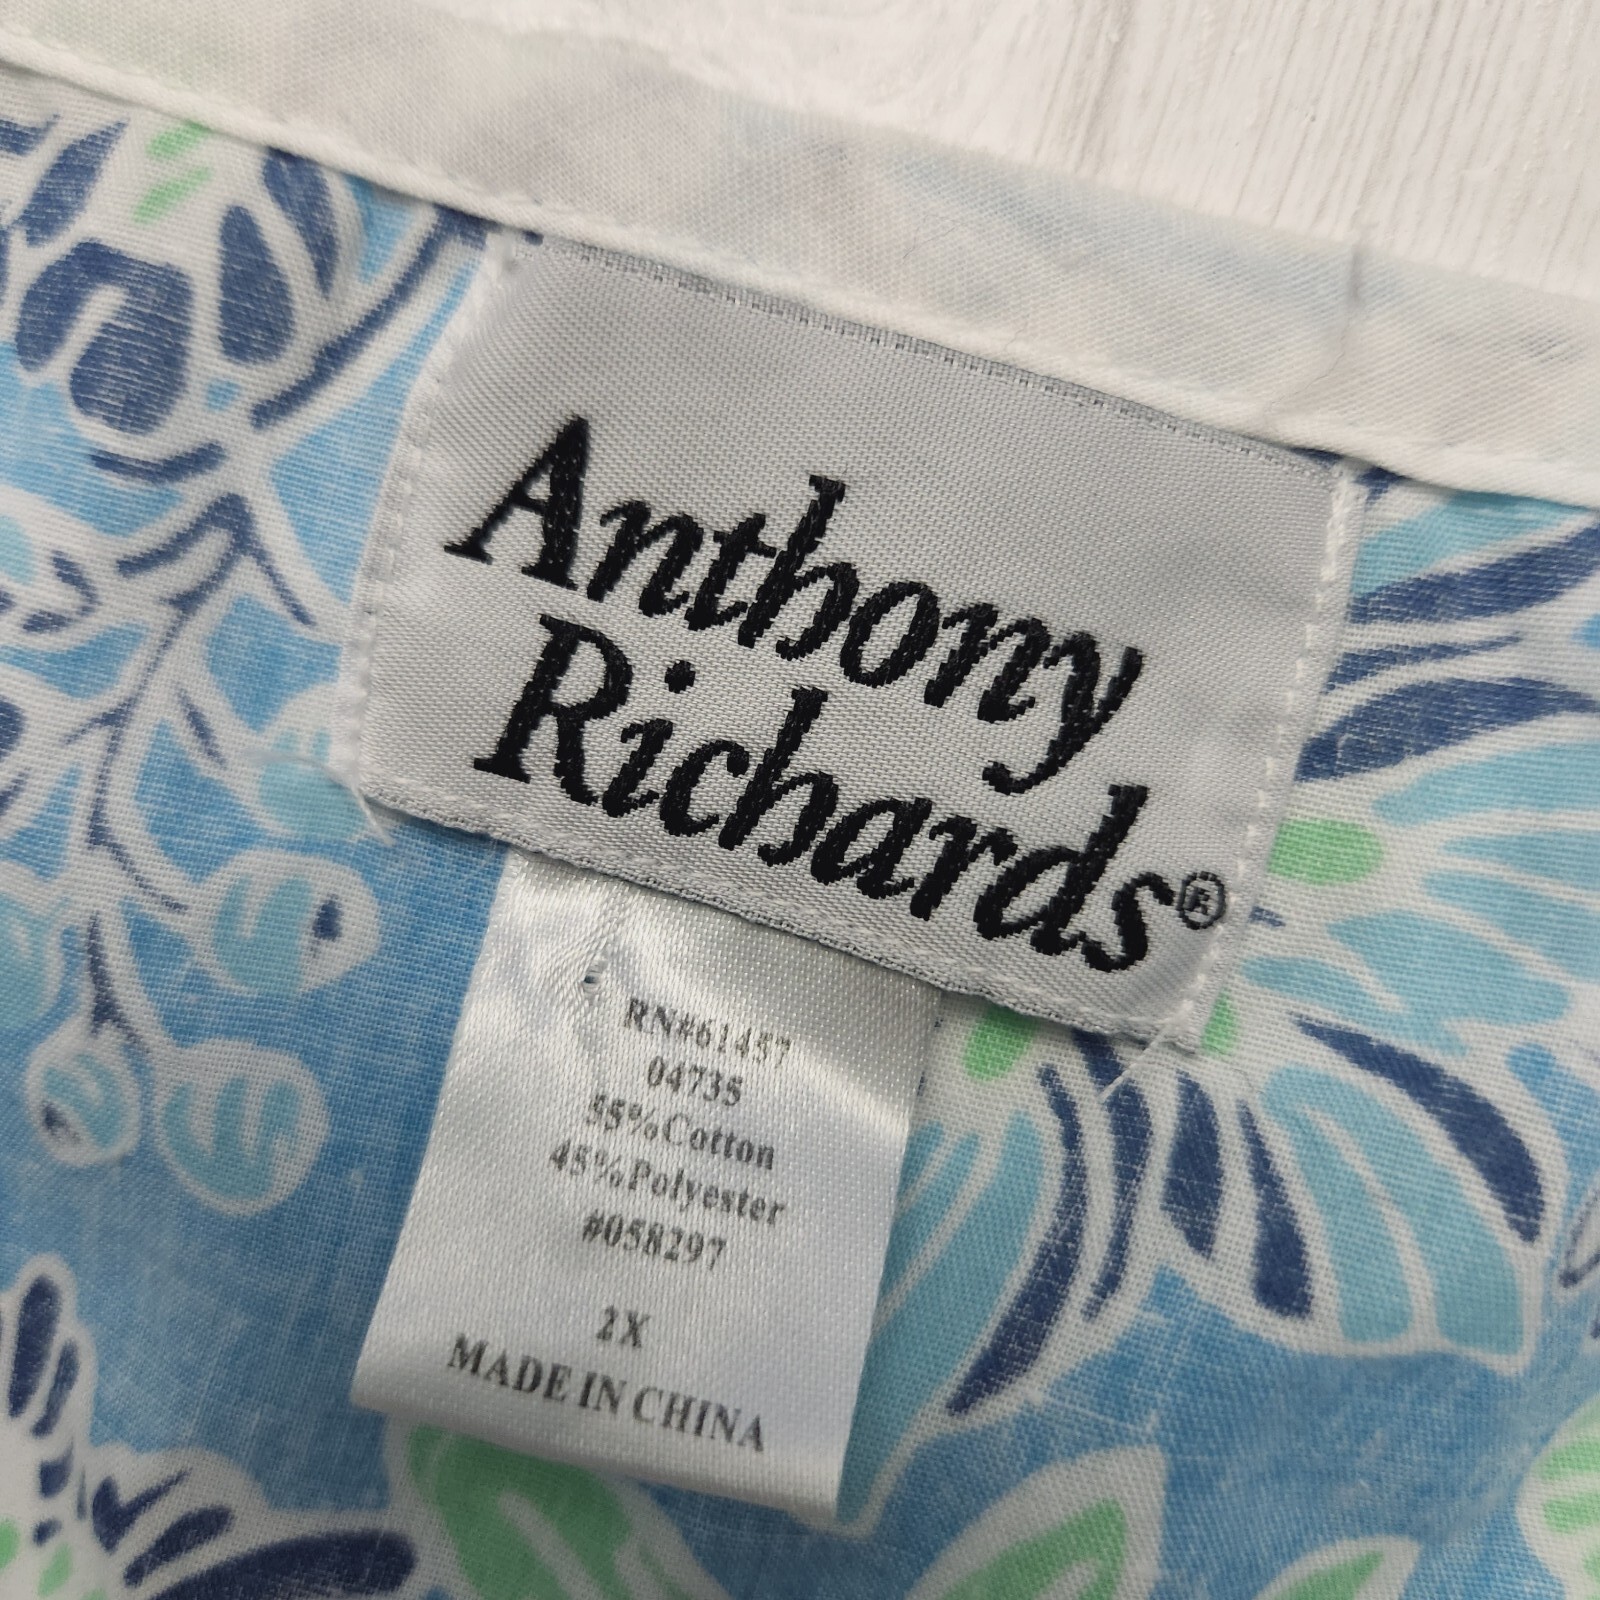 Anthony
Richards®
RN#61457
04735
55%Cotton
45%Polyester
#058297
2X
MADE IN CHINA